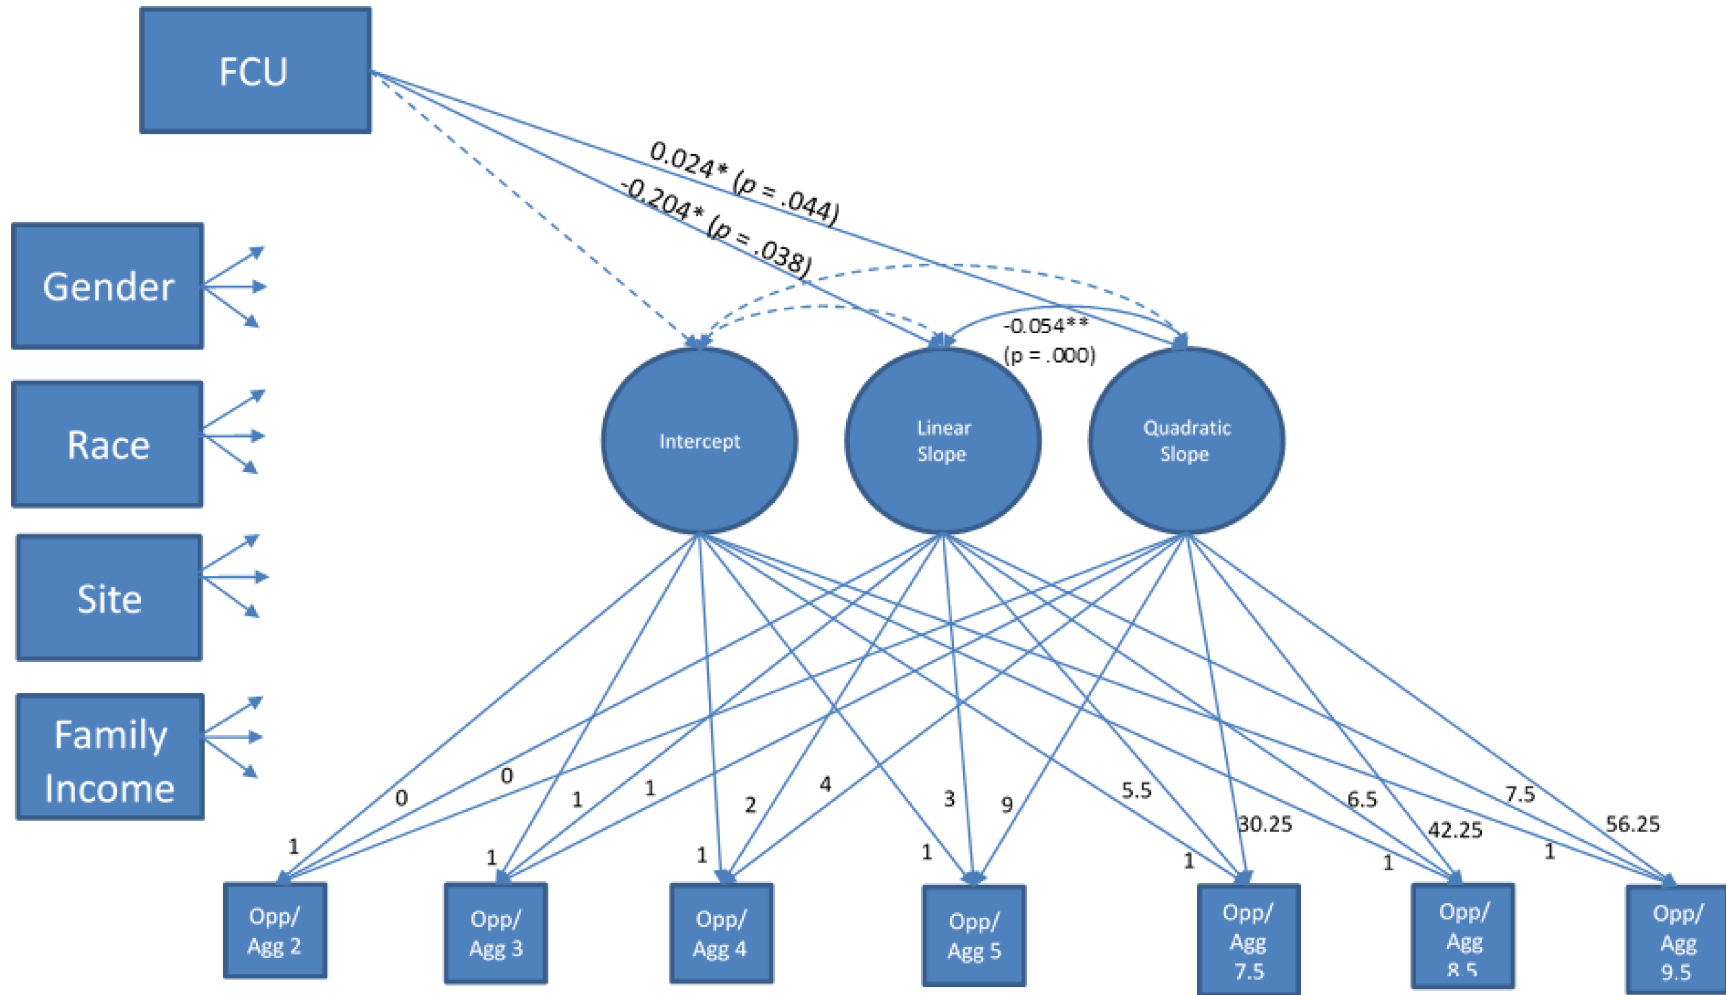 FCU
0.024* (p = .044)
-0.204* (p = .038)
Gender
-0.054**
(p = .000)
Race
Intercept
Linear
Slope
Quadratic
Slope
Site
Family
Income
0
0
1
1
2
4
3
9
5.5
30.25
6.5
42.25
7.5
56.25
1
1
1
1
1
1
1
Opp/
Agg 2
Opp/
Agg 3
Opp/
Agg 4
Opp/
Agg 5
Opp/
Agg
7.5
Opp/
Agg
8.5
Opp/
Agg
9.5